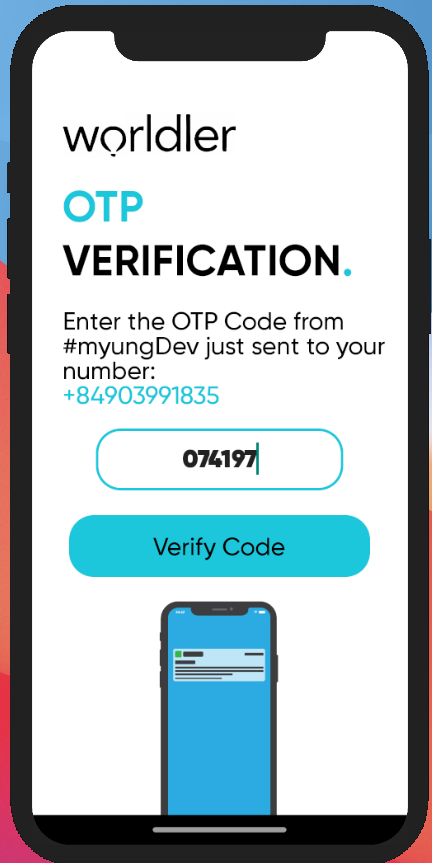 worldler
OTP
VERIFICATION.
Enter the OTP Code from
#myungDev just sent to your
number:
+84903991835
074197
Verify Code